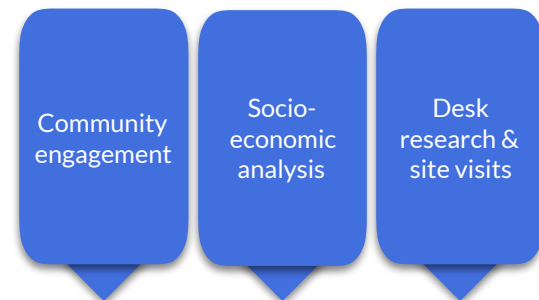 Community
engagement
Socio-
economic
analysis
Desk
research &
site visits